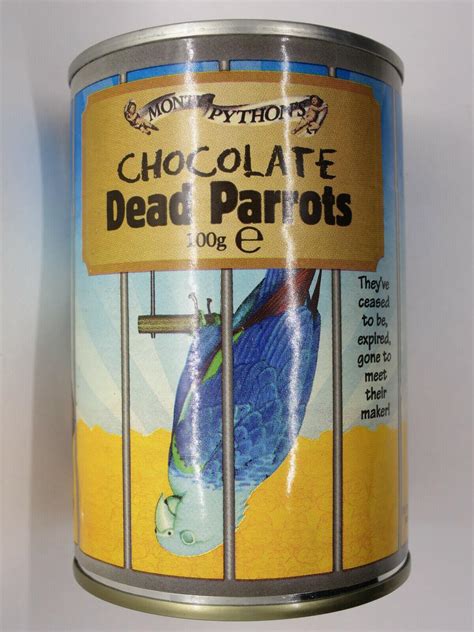 MONTY PYTHON'S
CHOCOLATE
Dead Parrots
100g ℮
They've
ceased
to be,
expired,
gone to
meet
their
maker!